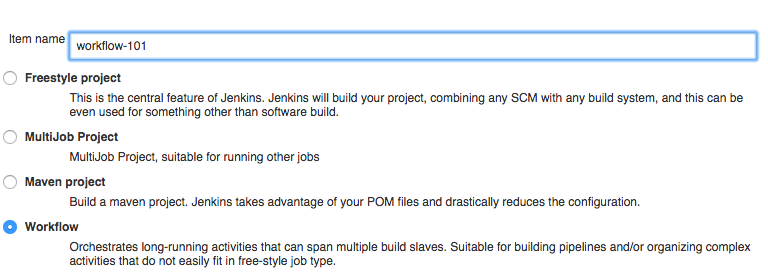 Item name workflow-101
Freestyle project
This is the central feature of Jenkins. Jenkins will build your project, combining any SCM with any build system, and this can be
even used for something other than software build.
MultiJob Project
MultiJob Project, suitable for running other jobs
Maven project
Build a maven project. Jenkins takes advantage of your POM files and drastically reduces the configuration.
Workflow
Orchestrates long-running activities that can span multiple build slaves. Suitable for building pipelines and/or organizing complex
activities that do not easily fit in free-style job type.